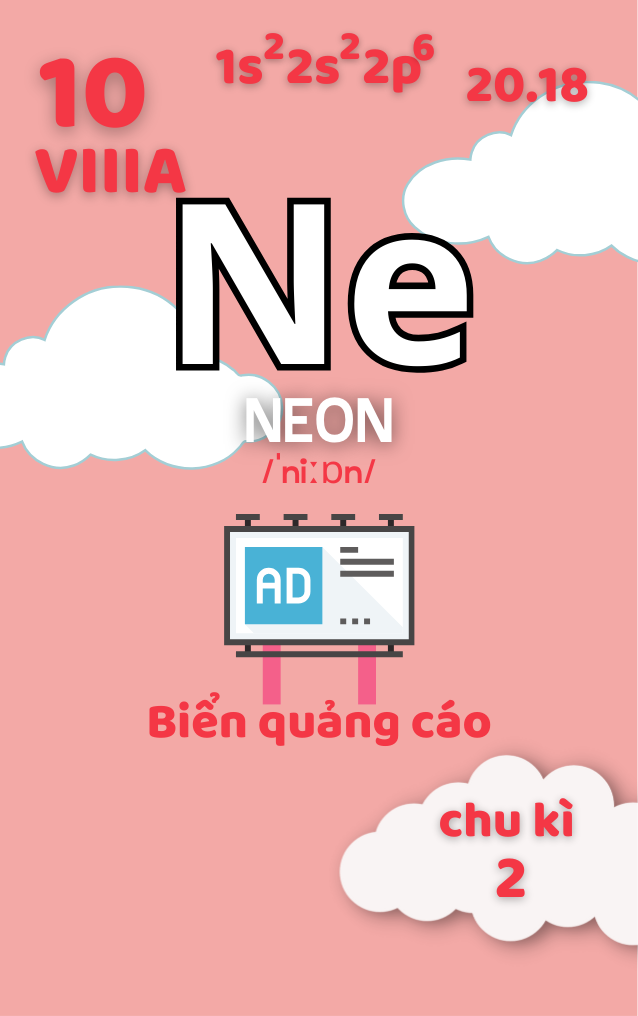 10
1s²2s²2p⁶
20.18
VIIIA
Ne
NEON
/ˈniːɒn/
AD
Biển quảng cáo
chu kì
2